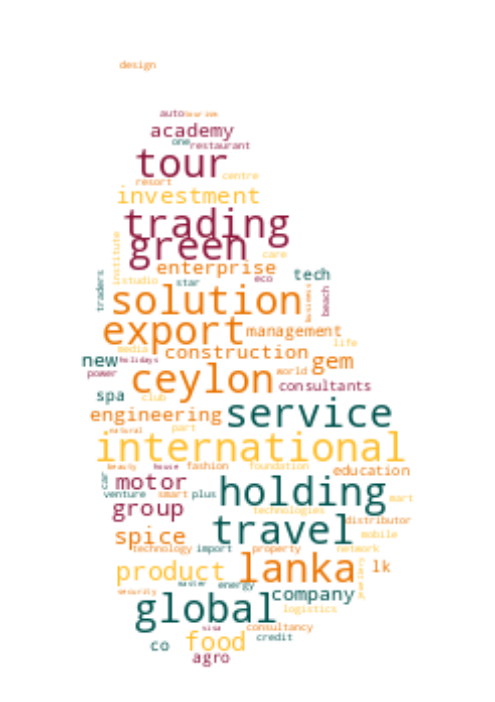 design
auto tourism
academy
one restaurant
tour
centre
resort
investment
trading
green
institute
care
enterprise
tech
eco
studio
star
traders
business
beach
solution
export
management
life
media
construction
new
holidays
gem
power
world
ceylon
consultants
spa
club
engineering
service
part
natural
international
beauty
house
fashion
foundation
education
car
motor
holding
venture
smart
plus
mart
group
technologies
distributor
travel
spice
mobile
technology
import
property
network
product
lanka
lk
master
energy
jewellery
security
company
global
logistics
visa
consultancy
co
food
credit
agro